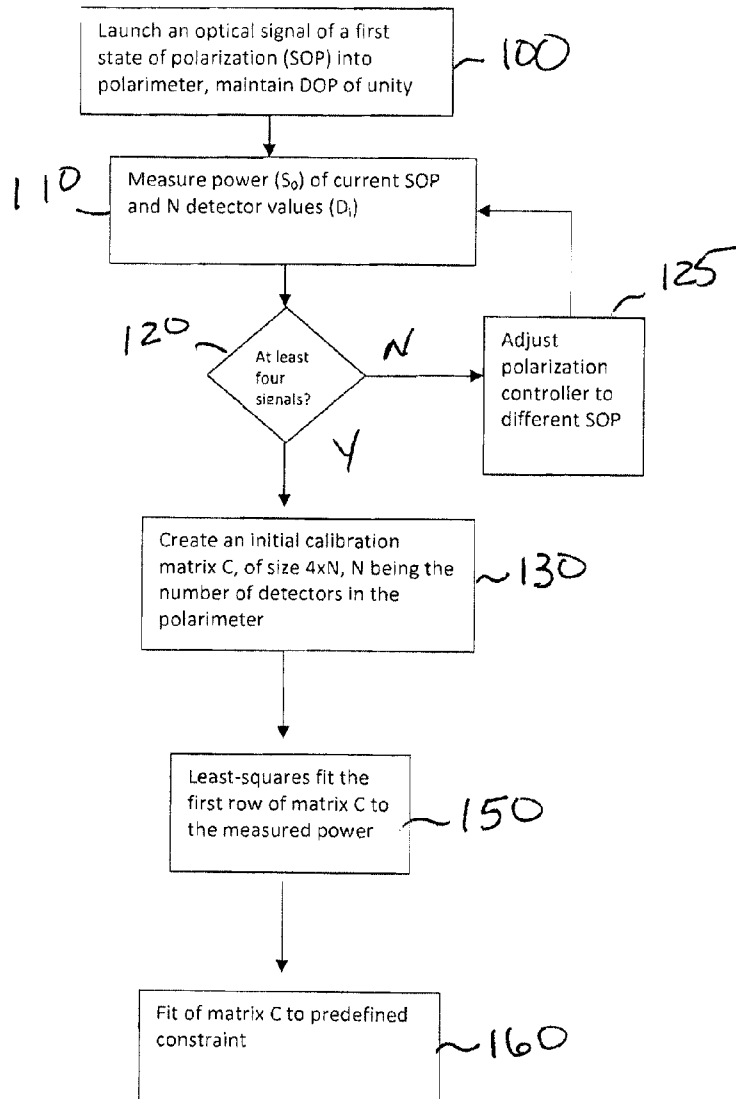 Launch an optical signal of a first
state of polarization (SOP) into
polarimeter, maintain DOP of unity
100
110
Measure power (S₀) of current SOP
and N detector values (Dᵢ)
120
At least
four
signals?
N
125
Adjust
polarization
controller to
different SOP
Y
Create an initial calibration
matrix C, of size 4xN, N being the
number of detectors in the
polarimeter
130
Least-squares fit the
first row of matrix C to
the measured power
150
Fit of matrix C to predefined
constraint
160